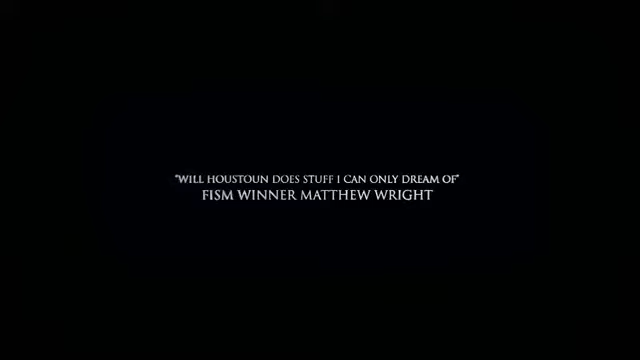 "WILL HOUSTOUN DOES STUFF I CAN ONLY DREAM OF"
FISM WINNER MATTHEW WRIGHT